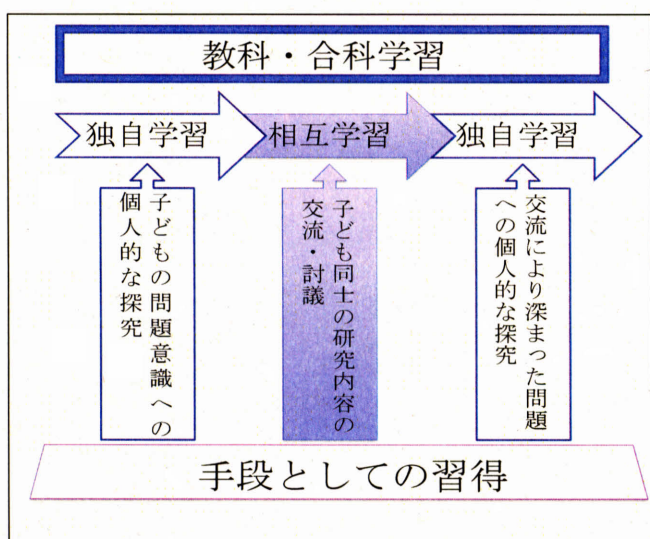 教科・合科学習
独自学習
相互学習
独自学習
子どもの問題意識への
個人的な探究
子ども同士の研究内容の
交流・討議
交流により深まった問題
への個人的な探究
手段としての習得